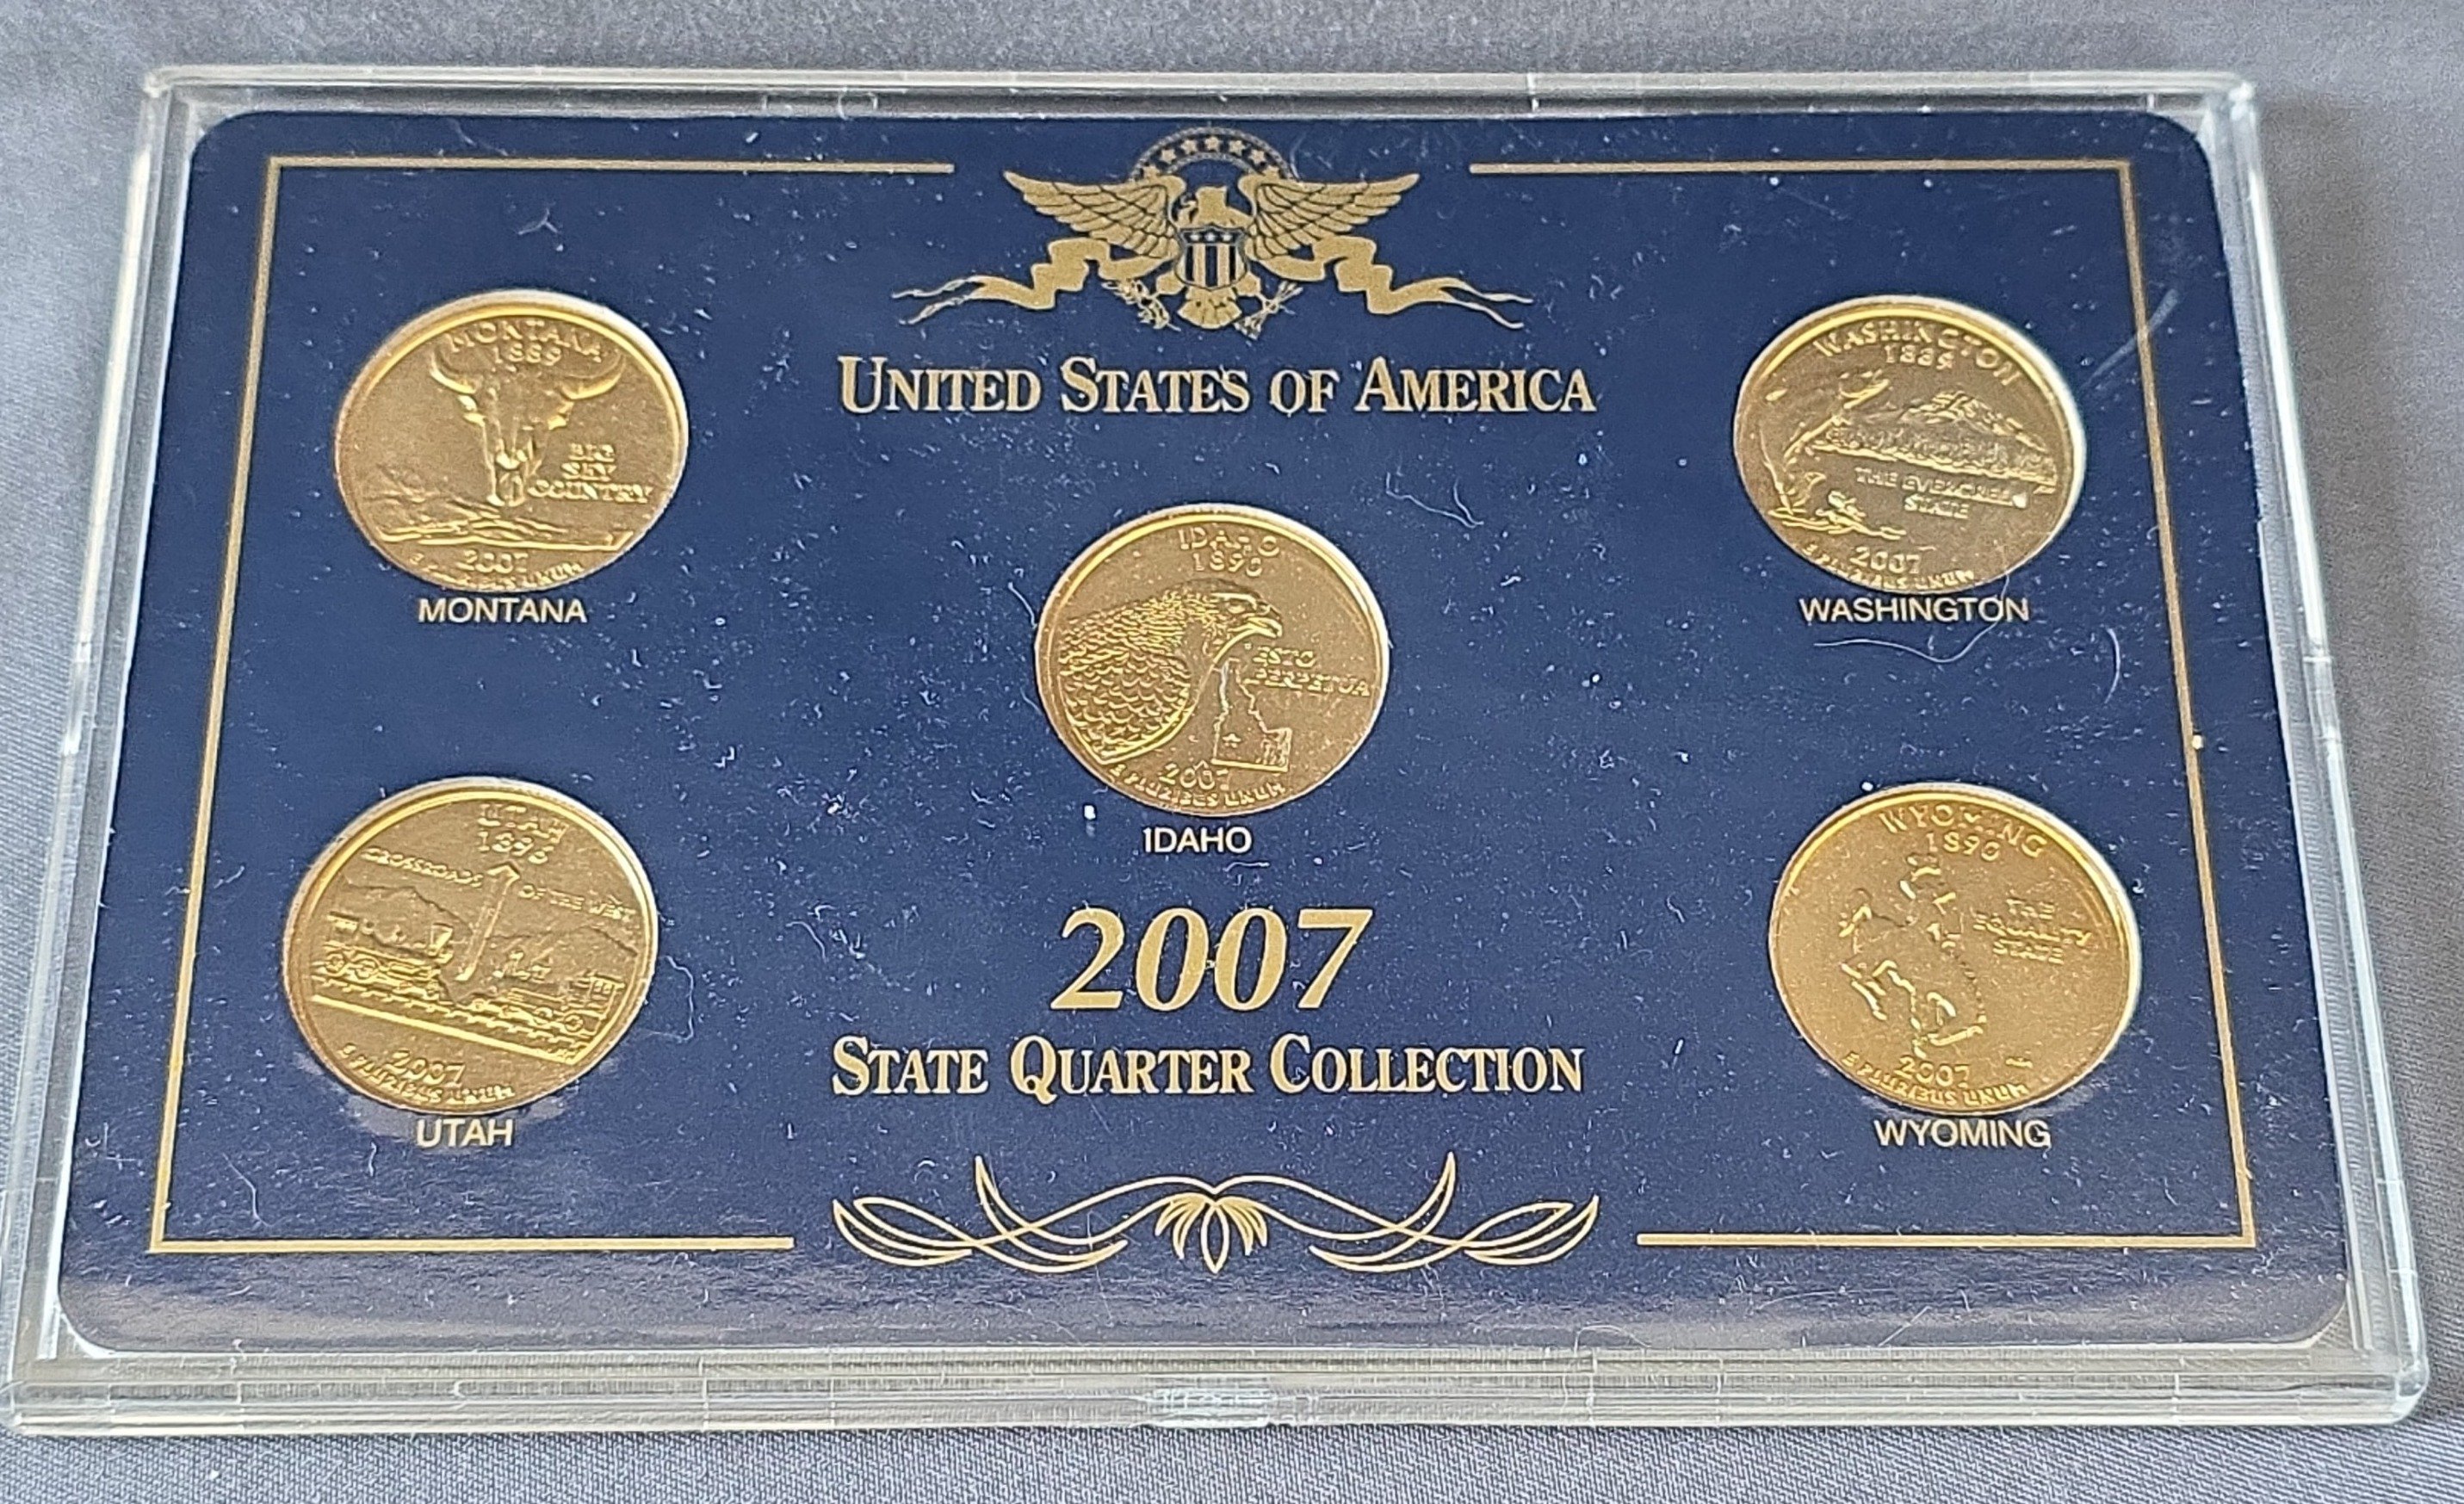 UNITED STATES OF AMERICA
MONTANA
1889
BIG
SKY
COUNTRY
2007
E PLURIBUS UNUM
MONTANA
WASHINGTON
1889
THE EVERGREEN
STATE
2007
E PLURIBUS UNUM
WASHINGTON
IDAHO
1890
ESTO
PERPETUA
2007
E PLURIBUS UNUM
IDAHO
UTAH
1896
CROSSROADS OF THE WEST
2007
E PLURIBUS UNUM
UTAH
WYOMING
1890
THE
EQUALITY
STATE
2007
E PLURIBUS UNUM
WYOMING
2007
STATE QUARTER COLLECTION